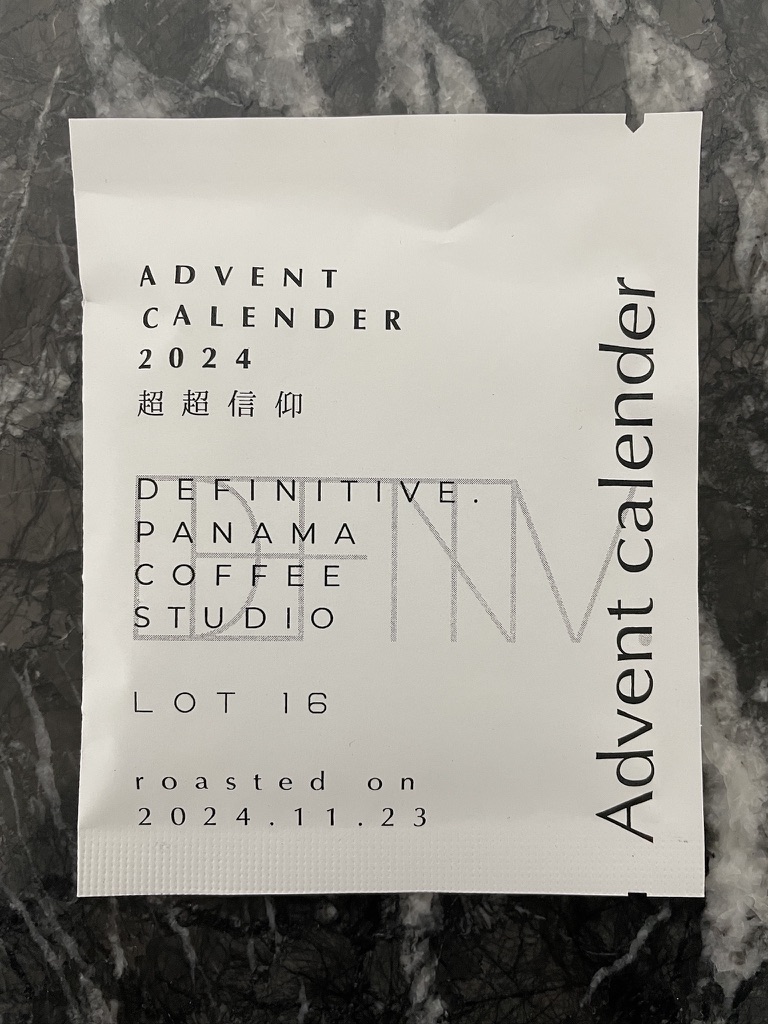 ADVENT
CALENDER
2024
超超信仰
DEFINITIVE.
PANAMA
COFFEE
STUDIO
LOT 16
roasted on
2024.11.23
Advent calender